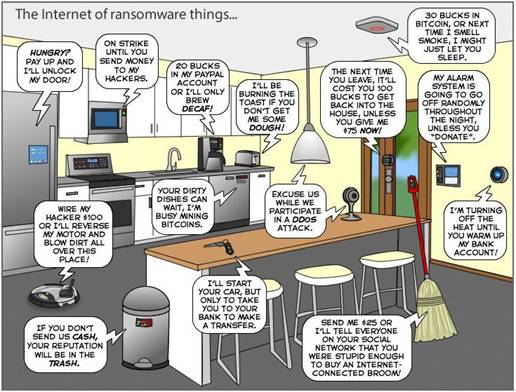 The Internet of ransomware things...
HUNGRY?
PAY UP AND
I'LL UNLOCK
MY DOOR!
ON STRIKE
UNTIL YOU
SEND MONEY
TO MY
HACKERS.
20 BUCKS
IN MY PAYPAL
ACCOUNT
OR I'LL ONLY
BREW
DECAF!
I'LL BE
BURNING THE
TOAST IF YOU
DON'T GET
ME SOME
DOUGH!
THE NEXT TIME
YOU LEAVE, IT'LL
COST YOU 100
BUCKS TO GET
BACK INTO THE
HOUSE, UNLESS
YOU GIVE ME
$75 NOW!
30 BUCKS IN
BITCOIN, OR NEXT
TIME I SMELL
SMOKE, I MIGHT
JUST LET YOU
SLEEP.
MY ALARM
SYSTEM IS
GOING TO GO
OFF RANDOMLY
THROUGHOUT
THE NIGHT,
UNLESS YOU
"DONATE".
WIRE MY
HACKER $100
OR I'LL REVERSE
MY MOTOR AND
BLOW DIRT ALL
OVER THIS
PLACE!
YOUR DIRTY
DISHES CAN
WAIT, I'M
BUSY MINING
BITCOINS.
EXCUSE US
WHILE WE
PARTICIPATE
IN A DDOS
ATTACK.
I'M TURNING
OFF THE
HEAT UNTIL
YOU WARM UP
MY BANK
ACCOUNT!
IF YOU DON'T
SEND US CASH,
YOUR REPUTATION
WILL BE IN THE
TRASH.
I'LL START
YOUR CAR, BUT
ONLY TO TAKE
YOU TO YOUR
BANK TO MAKE
A TRANSFER.
SEND ME $25 OR
I'LL TELL EVERYONE
ON YOUR SOCIAL
NETWORK THAT YOU
WERE STUPID ENOUGH
TO BUY AN INTERNET-
CONNECTED BROOM!